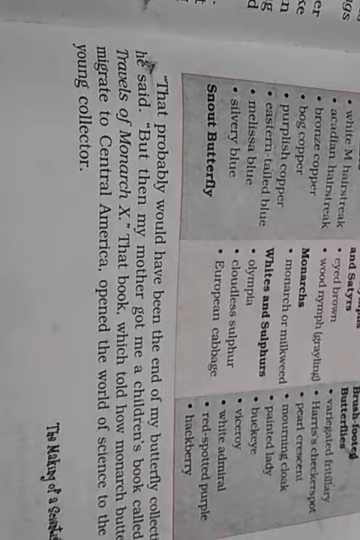 • white M hairstreak
• acadian hairstreak
• bronze copper
• bog copper
• purplish copper
• eastern-tailed blue
• melissa blue
• silvery blue
Snout Butterfly
and Satyrs
• eyed brown
• wood nymph (grayling)
Monarchs
• monarch or milkweed
Whites and Sulphurs
• olympia
• cloudless sulphur
• European cabbage
Brush-footed
Butterflies
• variegated fritillary
• Harris's checkerspot
• pearl crescent
• mourning cloak
• painted lady
• buckeye
• viceroy
• white admiral
• red-spotted purple
• hackberry
"That probably would have been the end of my butterfly collecti
he said. "But then my mother got me a children's book called
Travels of Monarch X." That book, which told how monarch butte
migrate to Central America, opened the world of science to the
young collector.
The Making of a